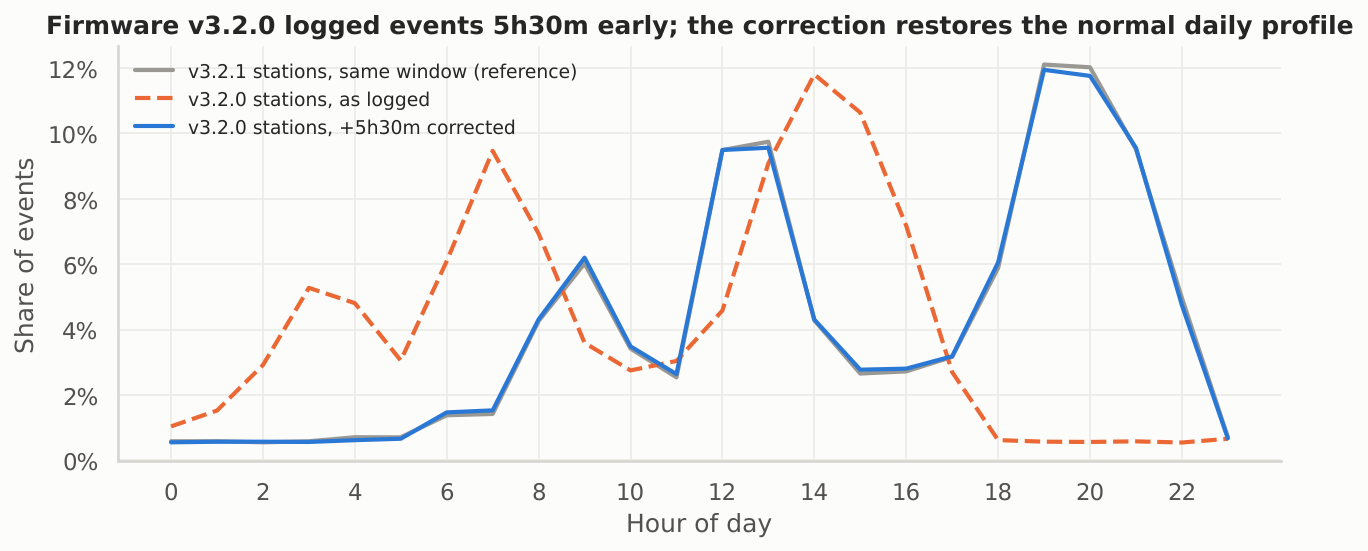 Firmware v3.2.0 logged events 5h30m early; the correction restores the normal daily profile
v3.2.1 stations, same window (reference)
v3.2.0 stations, as logged
v3.2.0 stations, +5h30m corrected
Share of events
12%
10%
8%
6%
4%
2%
0%
0 2 4 6 8 10 12 14 16 18 20 22
Hour of day